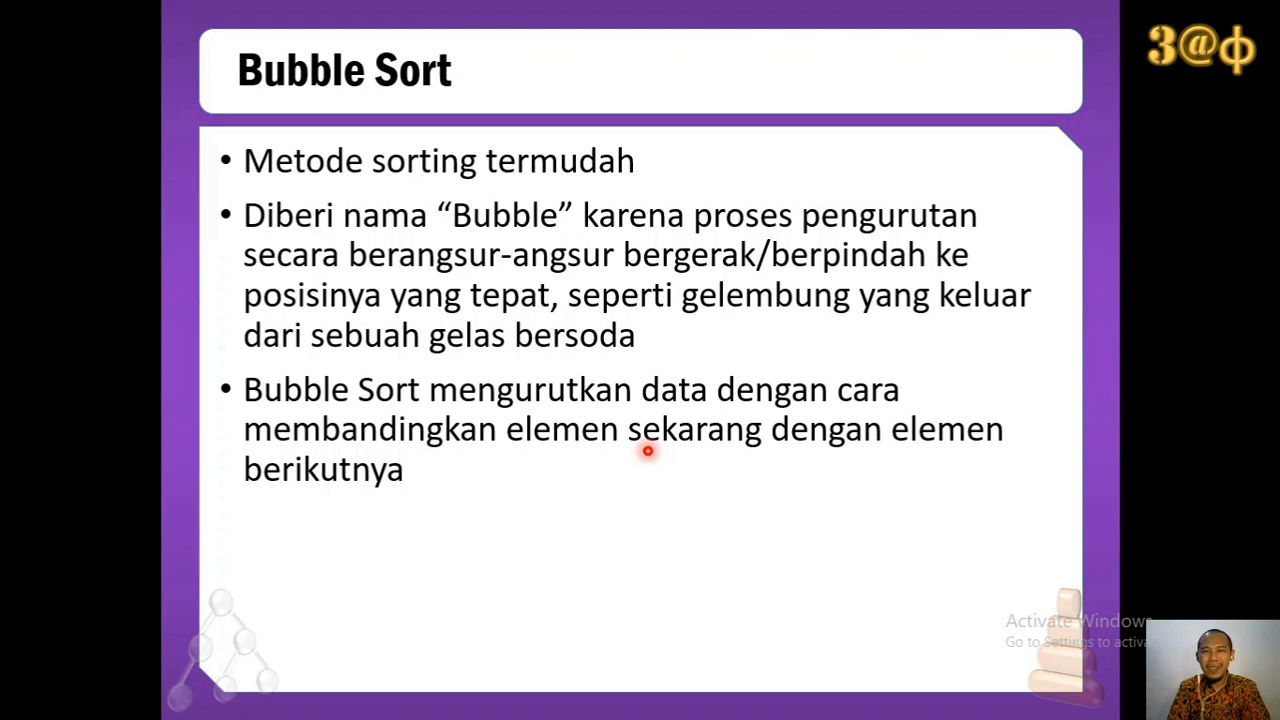 3@ф
Bubble Sort
• Metode sorting termudah
• Diberi nama “Bubble” karena proses pengurutan
secara berangsur-angsur bergerak/berpindah ke
posisinya yang tepat, seperti gelembung yang keluar
dari sebuah gelas bersoda
• Bubble Sort mengurutkan data dengan cara
membandingkan elemen sekarang dengan elemen
berikutnya
Activate Windows
Go to Settings to activa